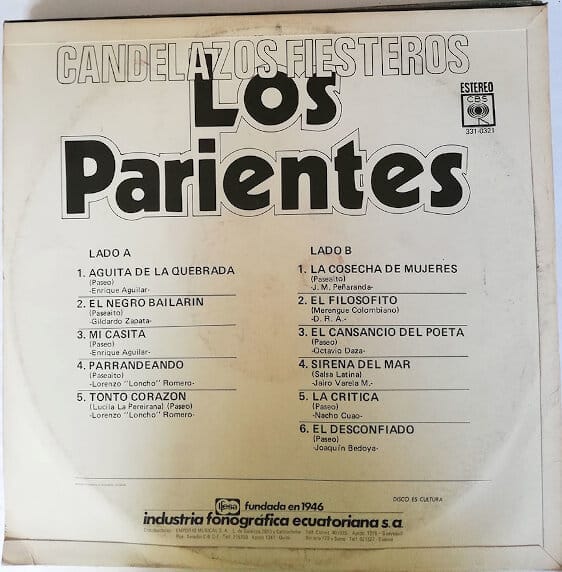 CANDELAZOS FIESTEROS
LOS
Parientes
ESTEREO
CBS
331-0321
LADO A
1. AGUITA DE LA QUEBRADA
(Paseo)
-Enrique Aguilar-
2. EL NEGRO BAILARIN
(Paseaito)
-Gildardo Zapata-
3. MI CASITA
(Paseo)
-Enrique Aguilar-
4. PARRANDEANDO
(Paseaito)
-Lorenzo "Loncho" Romero-
5. TONTO CORAZON
(Lucila La Pereirana) (Paseo)
-Lorenzo "Loncho" Romero-
LADO B
1. LA COSECHA DE MUJERES
(Paseaito)
-J. M. Peñaranda-
2. EL FILOSOFITO
(Merengue Colombiano)
-D. R. A.-
3. EL CANSANCIO DEL POETA
(Paseo)
-Octavio Daza-
4. SIRENA DEL MAR
(Salsa Latina)
-Jairo Varela M.-
5. LA CRITICA
(Paseo)
-Nacho Cuao-
6. EL DESCONFIADO
(Paseo)
-Joaquín Bedoya-
DISCO ES CULTURA
ifesa fundada en 1946
industria fonográfica ecuatoriana s.a.
EMPORIO MUSICAL S. A.